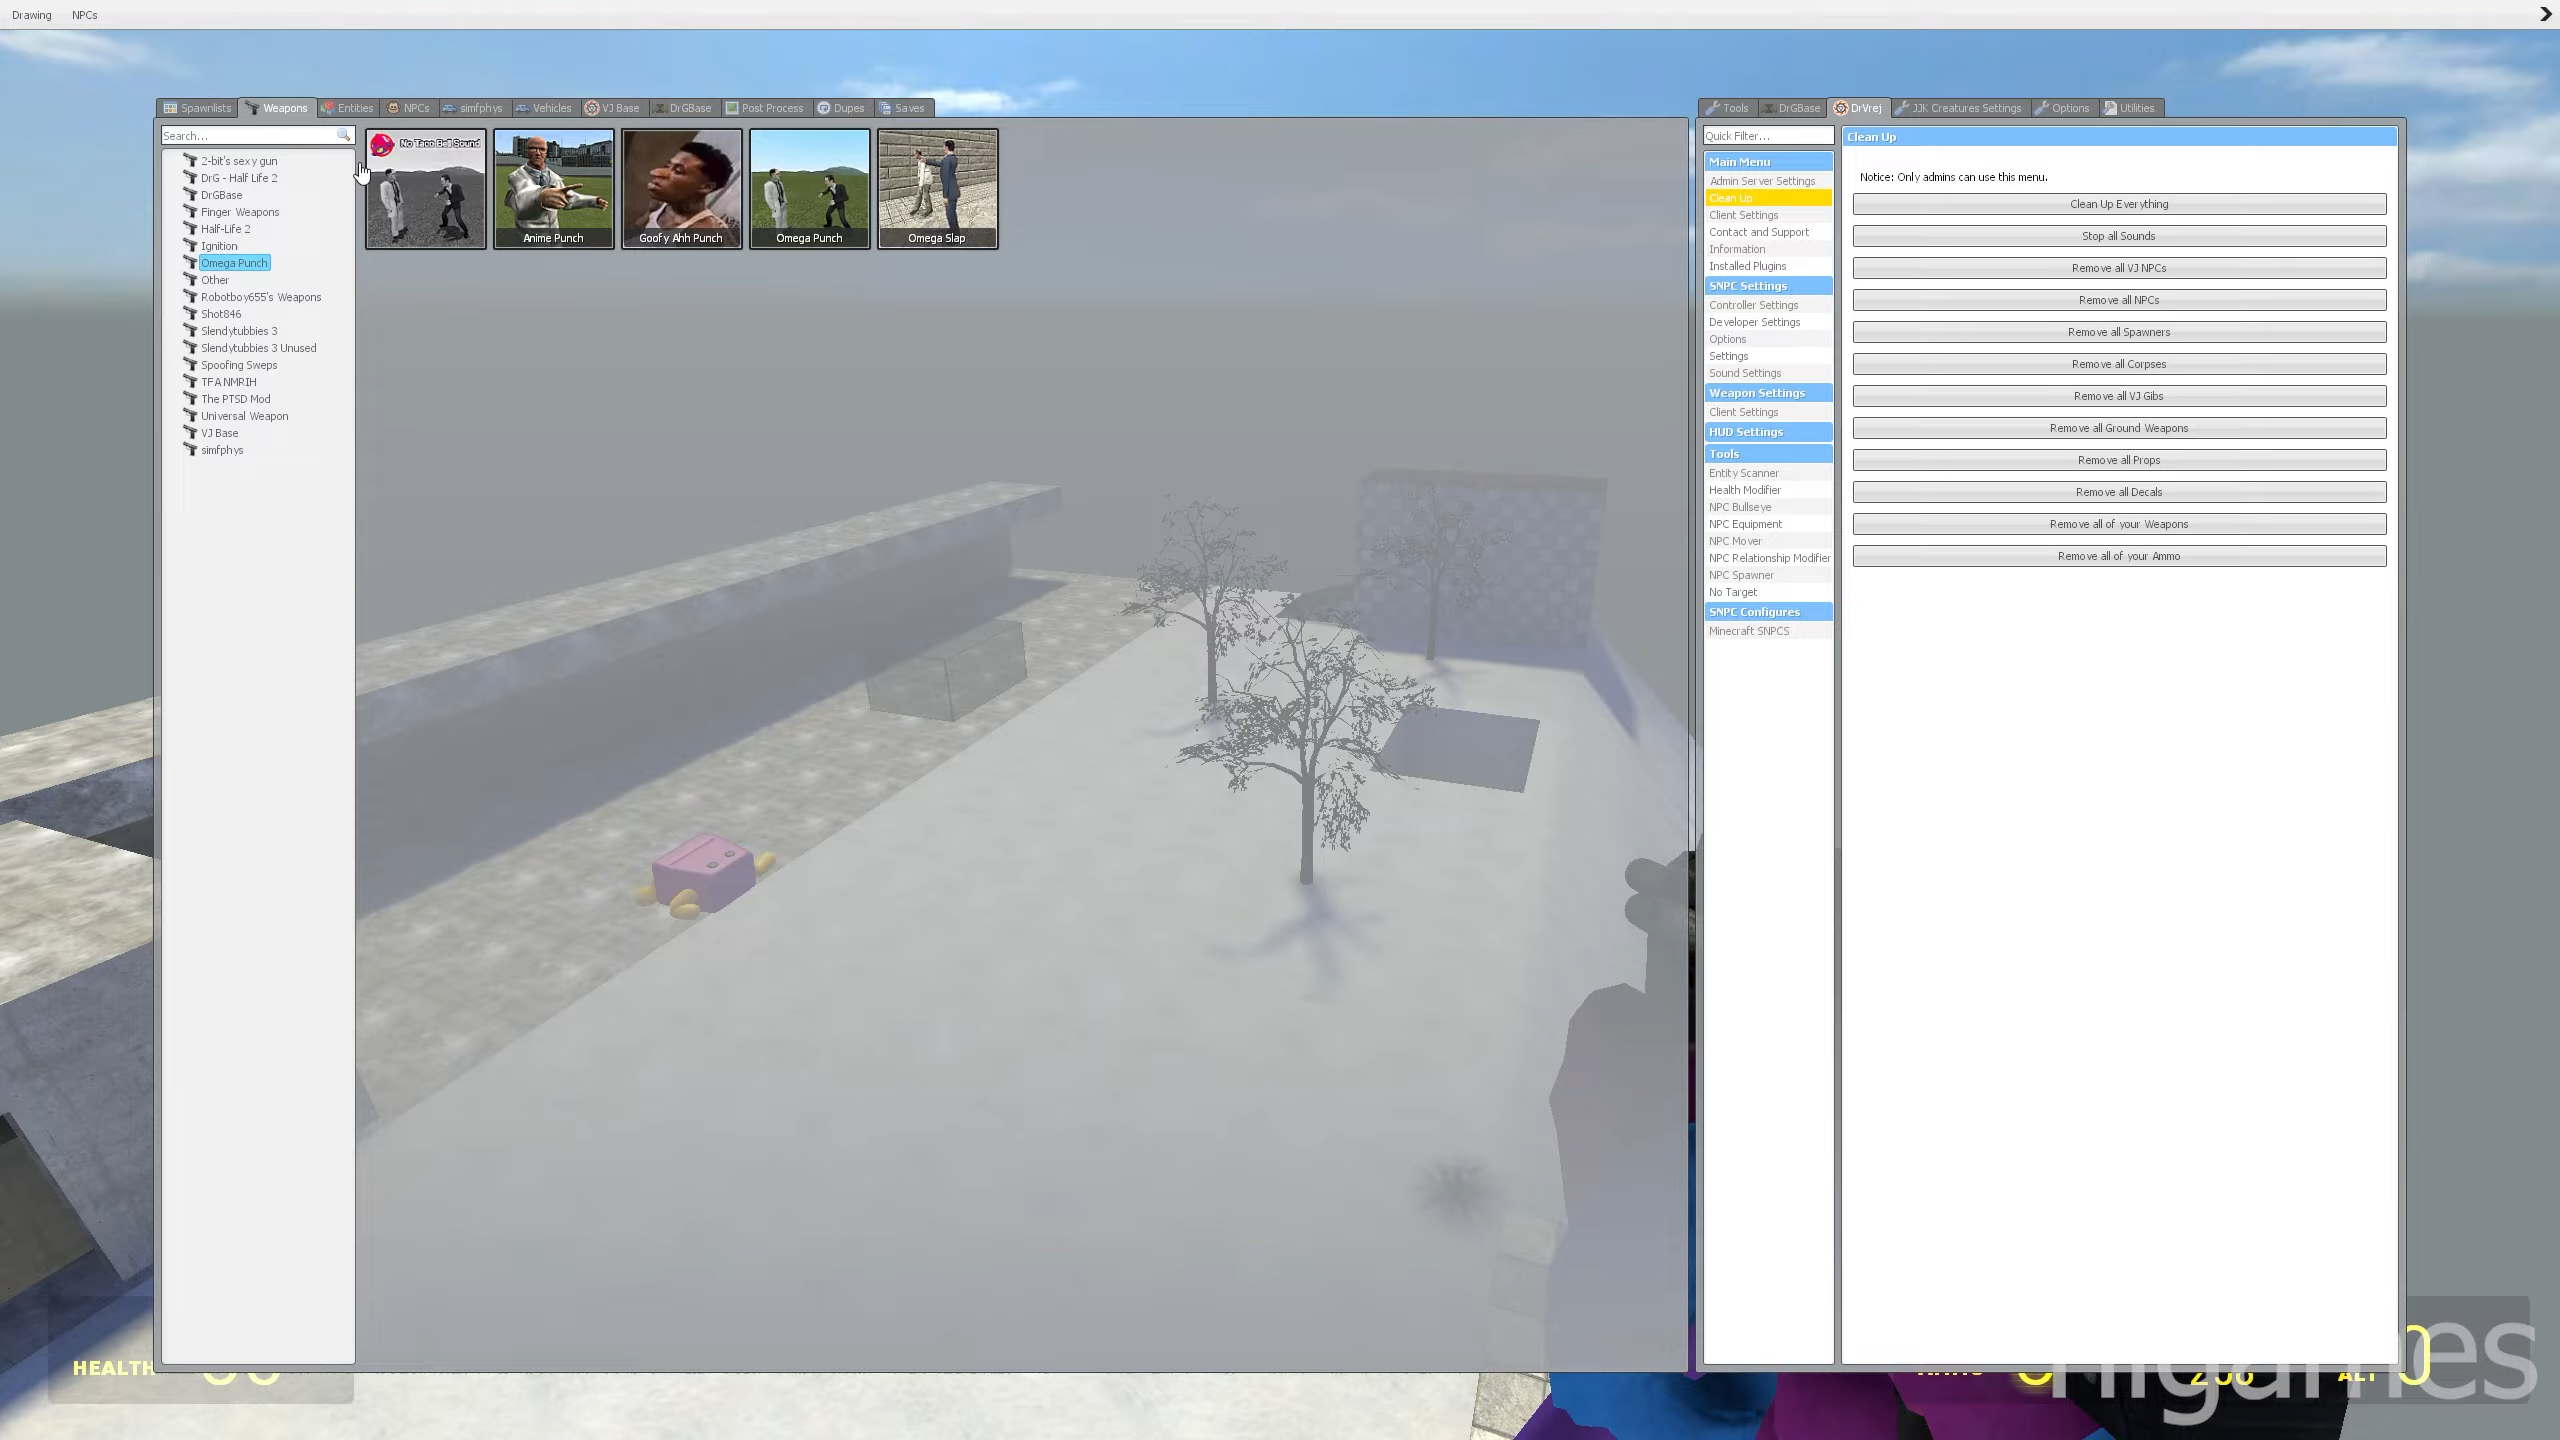 Drawing NPCs
Spawnlists Weapons Entities NPCs simfphys Vehicles VJ Base DrGBase Post Process Dupes Saves
Search...
2-bit's sexy gun
DrG - Half Life 2
DrGBase
Finger Weapons
Half-Life 2
Ignition
Omega Punch
Other
Robotboy655's Weapons
Shot846
Slendytubbies 3
Slendytubbies 3 Unused
Spoofing Sweps
TFA NMRIH
The PTSD Mod
Universal Weapon
VJ Base
simfphys
No Taco Bell Sound
Anime Punch
Goofy Ahh Punch
Omega Punch
Omega Slap
Tools DrGBase DrVrej JJK Creatures Settings Options Utilities
Quick Filter...
Main Menu
Admin Server Settings
Clean Up
Client Settings
Contact and Support
Information
Installed Plugins
SNPC Settings
Controller Settings
Developer Settings
Options
Settings
Sound Settings
Weapon Settings
Client Settings
HUD Settings
Tools
Entity Scanner
Health Modifier
NPC Bullseye
NPC Equipment
NPC Mover
NPC Relationship Modifier
NPC Spawner
No Target
SNPC Configures
Minecraft SNPCS
Clean Up
Notice: Only admins can use this menu.
Clean Up Everything
Stop all Sounds
Remove all VJ NPCs
Remove all NPCs
Remove all Spawners
Remove all Corpses
Remove all VJ Gibs
Remove all Ground Weapons
Remove all Props
Remove all Decals
Remove all of your Weapons
Remove all of your Ammo
HEALTH
ALT 0